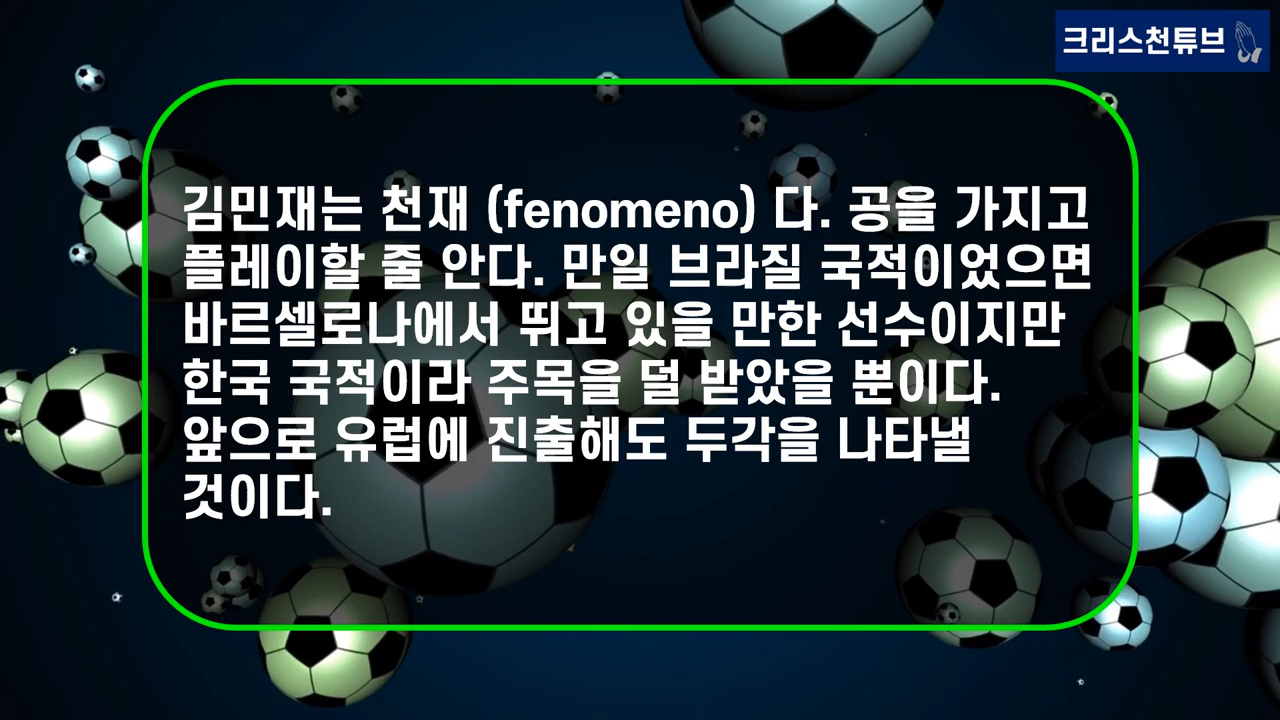 크리스천튜브
김민재는 천재 (fenomeno) 다. 공을 가지고
플레이할 줄 안다. 만일 브라질 국적이었으면
바르셀로나에서 뛰고 있을 만한 선수이지만
한국 국적이라 주목을 덜 받았을 뿐이다.
앞으로 유럽에 진출해도 두각을 나타낼
것이다.